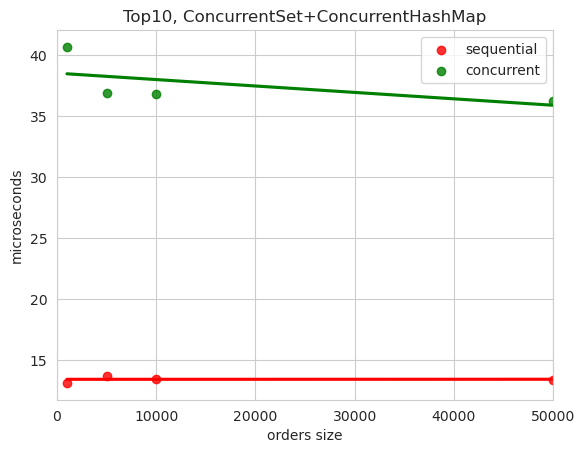 Top10, ConcurrentSet+ConcurrentHashMap
sequential
concurrent
microseconds
40
35
30
25
20
15
0
10000
20000
30000
40000
50000
orders size